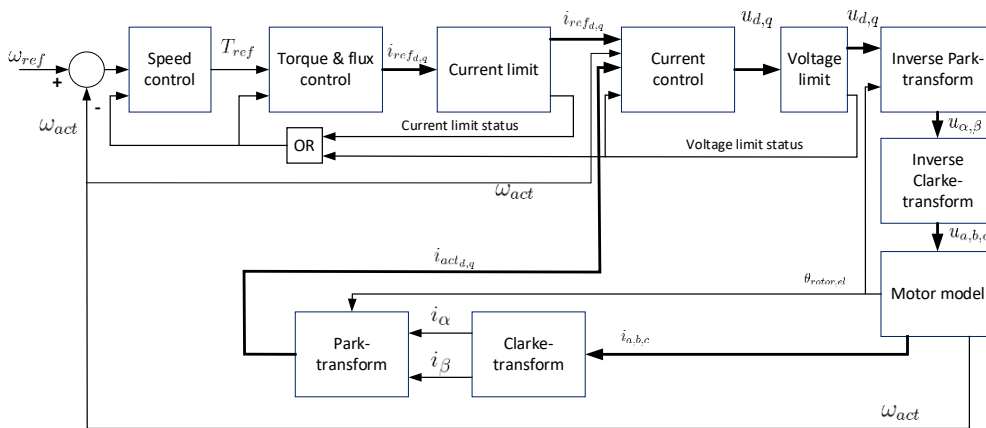 ω_ref
+
-
ω_act
Speed
control
T_ref
Torque & flux
control
i_ref_d,q
Current limit
i_ref_d,q
Current
control
u_d,q
Voltage
limit
u_d,q
Inverse Park-
transform
Current limit status
OR
Voltage limit status
ω_act
u_α,β
Inverse
Clarke-
transform
u_a,b,c
i_act_d,q
θ_rotor,el
Motor model
Park-
transform
i_α
i_β
Clarke-
transform
i_a,b,c
ω_act